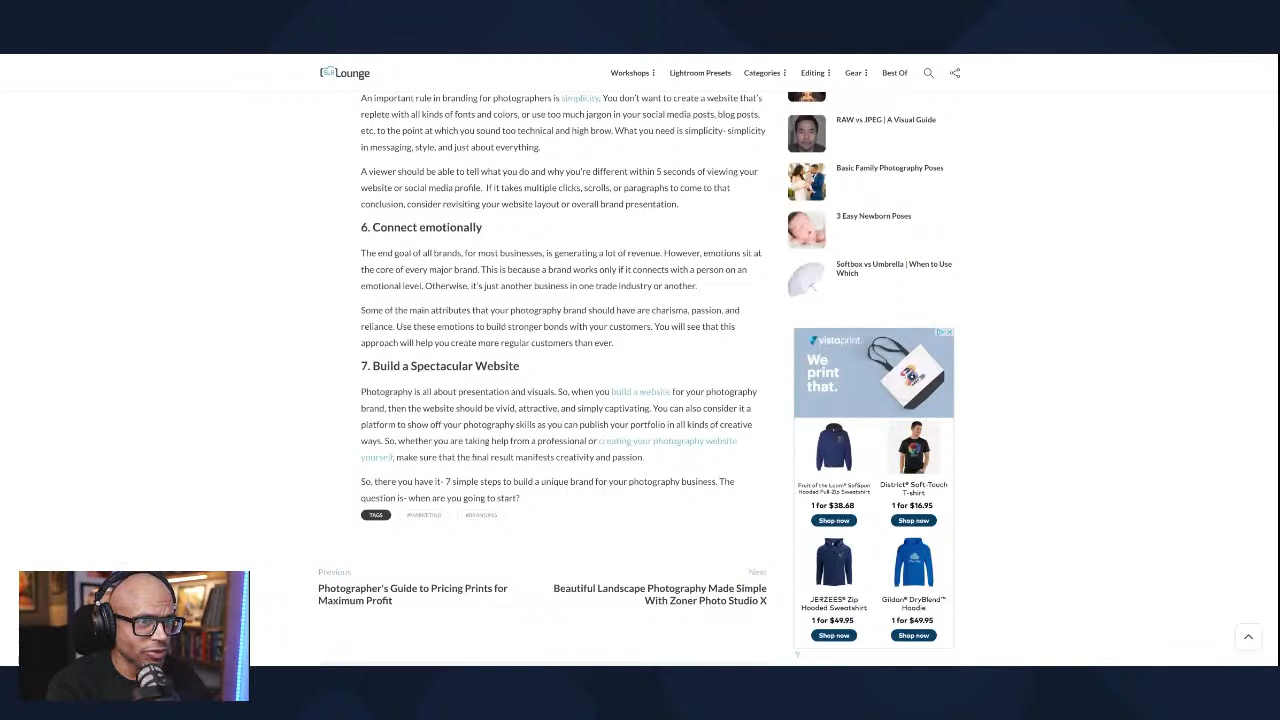 SLR Lounge
Workshops
Lightroom Presets
Categories
Editing
Gear
Best Of
An important rule in branding for photographers is simplicity. You don't want to create a website that's
replete with all kinds of fonts and colors, or use too much jargon in your social media posts, blog posts,
etc. to the point at which you sound too technical and high brow. What you need is simplicity- simplicity
in messaging, style, and just about everything.
A viewer should be able to tell what you do and why you're different within 5 seconds of viewing your
website or social media profile. If it takes multiple clicks, scrolls, or paragraphs to come to that
conclusion, consider revisiting your website layout or overall brand presentation.
6. Connect emotionally
The end goal of all brands, for most businesses, is generating a lot of revenue. However, emotions sit at
the core of every major brand. This is because a brand works only if it connects with a person on an
emotional level. Otherwise, it's just another business in one trade industry or another.
Some of the main attributes that your photography brand should have are charisma, passion, and
reliance. Use these emotions to build stronger bonds with your customers. You will see that this
approach will help you create more regular customers than ever.
7. Build a Spectacular Website
Photography is all about presentation and visuals. So, when you build a website for your photography
brand, then the website should be vivid, attractive, and simply captivating. You can also consider it a
platform to show off your photography skills as you can publish your portfolio in all kinds of creative
ways. So, whether you are taking help from a professional or creating your photography website
yourself, make sure that the final result manifests creativity and passion.
So, there you have it- 7 simple steps to build a unique brand for your photography business. The
question is- when are you going to start?
TAGS
#MARKETING
#BRANDING
Previous
Photographer's Guide to Pricing Prints for
Maximum Profit
Next
Beautiful Landscape Photography Made Simple
With Zoner Photo Studio X
RAW vs JPEG | A Visual Guide
Basic Family Photography Poses
3 Easy Newborn Poses
Softbox vs Umbrella | When to Use
Which
vistaprint.
We
print
that.
Fruit of the Loom® SofSpun
Hooded Full-Zip Sweatshirt
1 for $38.68
Shop now
District® Soft-Touch
T-shirt
1 for $16.95
Shop now
JERZEES® Zip
Hooded Sweatshirt
1 for $49.95
Shop now
Gildan® DryBlend™
Hoodie
1 for $49.95
Shop now